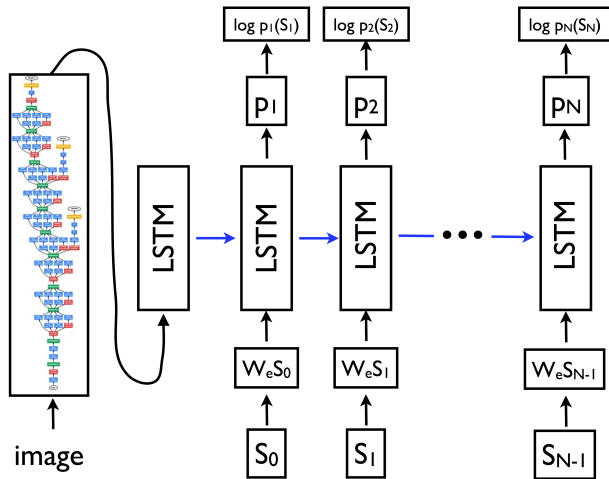 log p₁(S₁) log p₂(S₂) log pN(SN)
p₁ p₂ pN
LSTM LSTM LSTM LSTM
WeS₀ WeS₁ WeSN-1
image S₀ S₁ SN-1